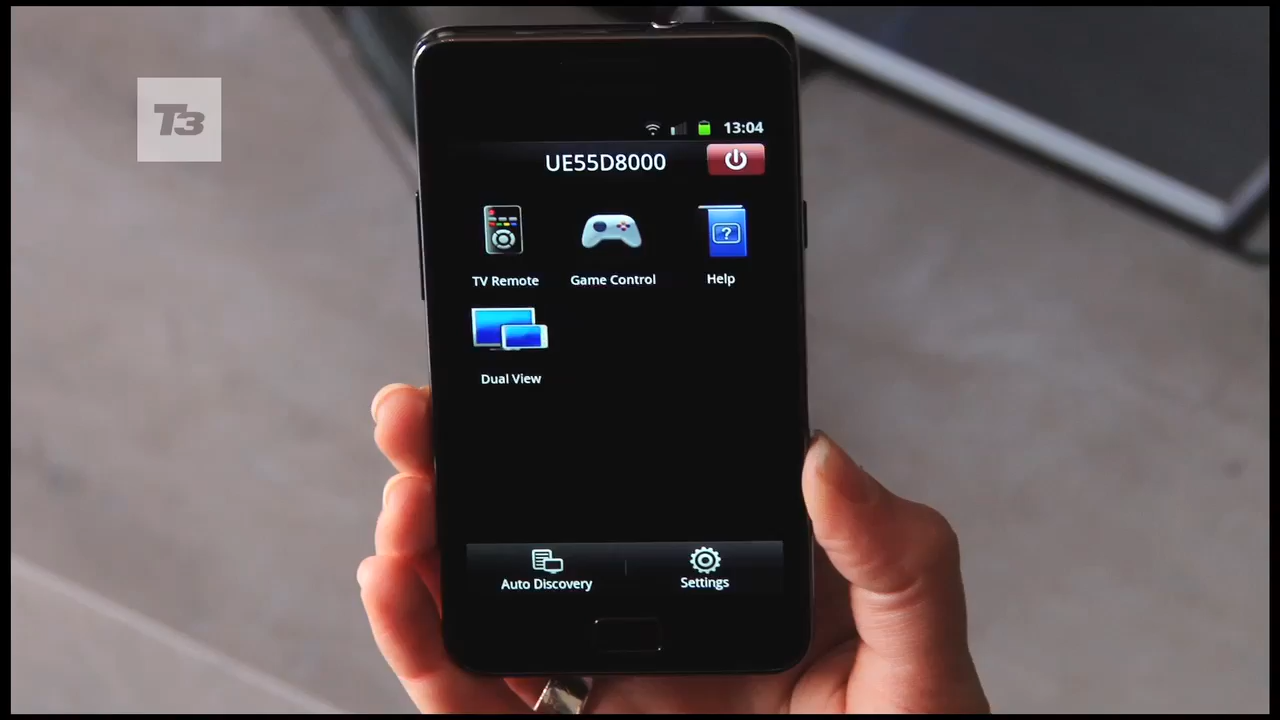 T3
13:04
UE55D8000
?
TV Remote
Game Control
Help
Dual View
Auto Discovery
Settings